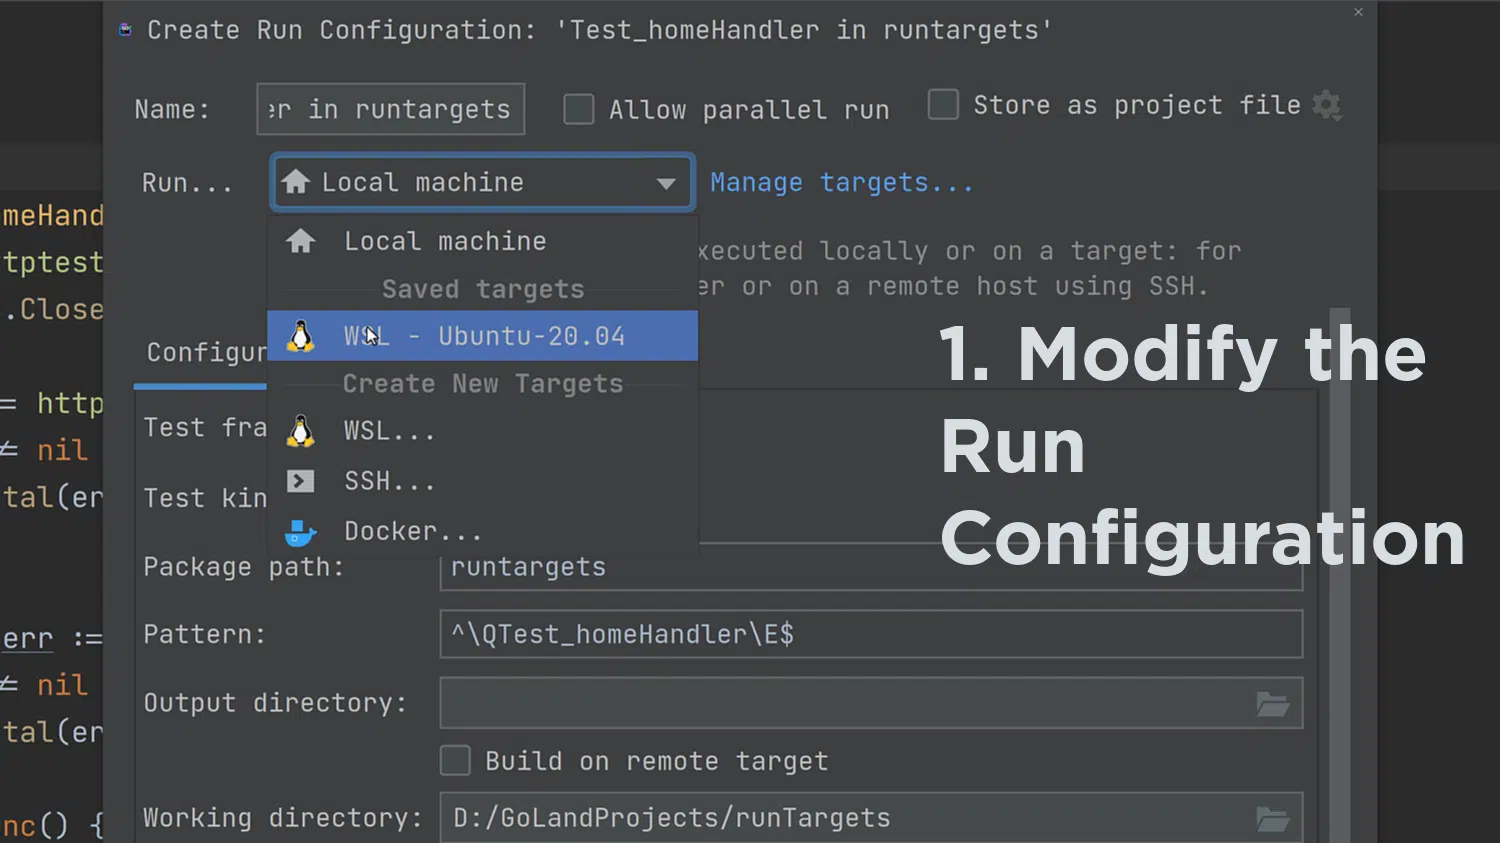 Create Run Configuration: 'Test_homeHandler in runtargets'
Name: er in runtargets Allow parallel run Store as project file
Run... Local machine Manage targets...
meHand
Local machine
tptest
xecuted locally or on a target: for
Saved targets
er or on a remote host using SSH.
.Close
WSL - Ubuntu-20.04
1. Modify the
Run
Configuration
Configur
Create New Targets
= http
Test fra
WSL...
≠ nil
SSH...
tal(er
Test kin
Docker...
Package path: runtargets
err :=
Pattern: ^\QTest_homeHandler\E$
≠ nil
Output directory:
tal(er
Build on remote target
Working directory: D:/GoLandProjects/runTargets
nc() {